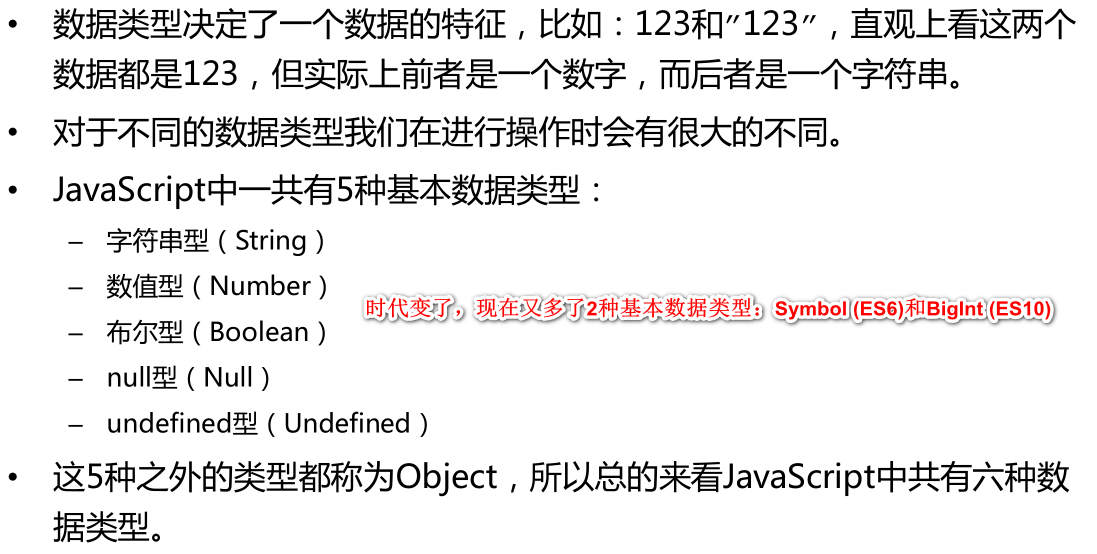 • 数据类型决定了一个数据的特征，比如：123和″123″，直观上看这两个
数据都是123，但实际上前者是一个数字，而后者是一个字符串。
• 对于不同的数据类型我们在进行操作时会有很大的不同。
• JavaScript中一共有5种基本数据类型：
– 字符串型（String）
– 数值型（Number）
时代变了，现在又多了2种基本数据类型：Symbol (ES6)和BigInt (ES10)
– 布尔型（Boolean）
– null型（Null）
– undefined型（Undefined）
• 这5种之外的类型都称为Object，所以总的来看JavaScript中共有六种数
据类型。